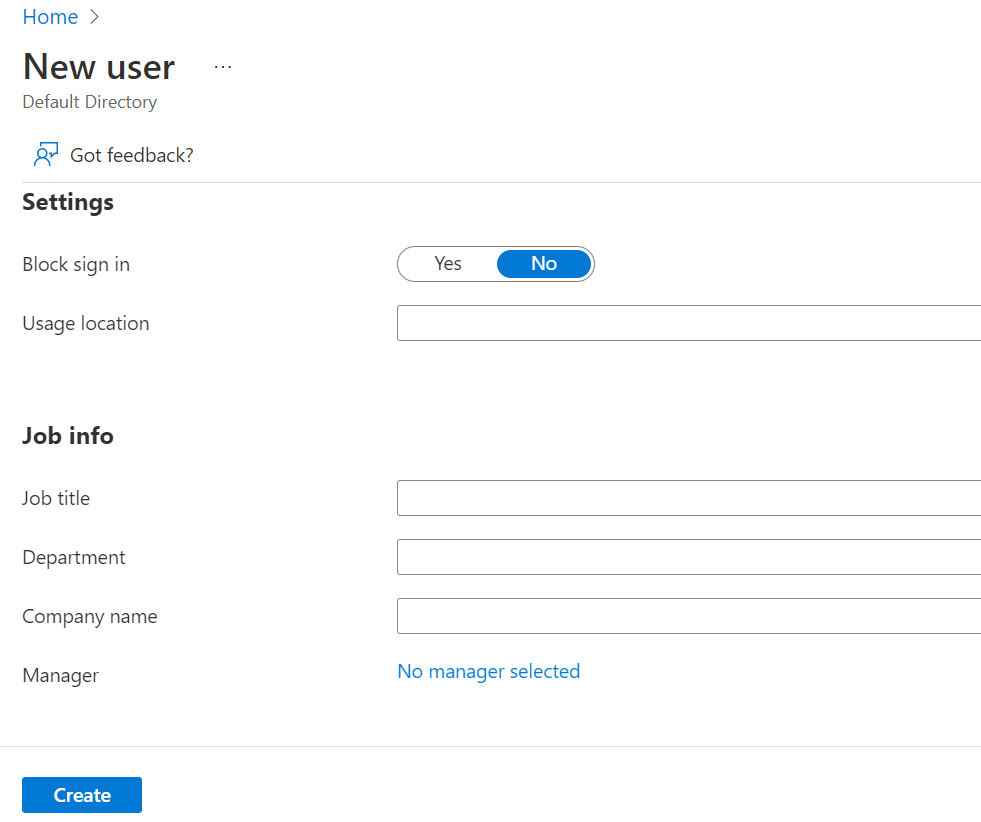 Home
New user ...
Default Directory
Got feedback?
Settings
Block sign in Yes No
Usage location
Job info
Job title
Department
Company name
Manager No manager selected
Create